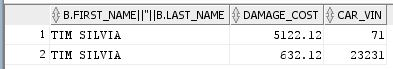 B.FIRST_NAME||''||B.LAST_NAME DAMAGE_COST CAR_VIN
1 TIM SILVIA 5122.12 71
2 TIM SILVIA 632.12 23231